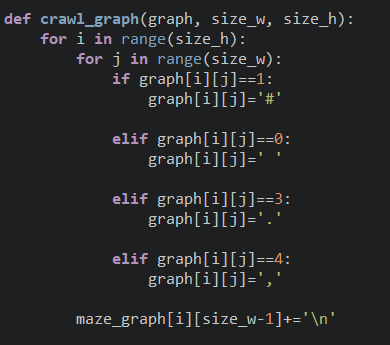 def crawl_graph(graph, size_w, size_h):
    for i in range(size_h):
        for j in range(size_w):
            if graph[i][j]==1:
                graph[i][j]='#'

            elif graph[i][j]==0:
                graph[i][j]=' '

            elif graph[i][j]==3:
                graph[i][j]='.'

            elif graph[i][j]==4:
                graph[i][j]=','

        maze_graph[i][size_w-1]+='\n'